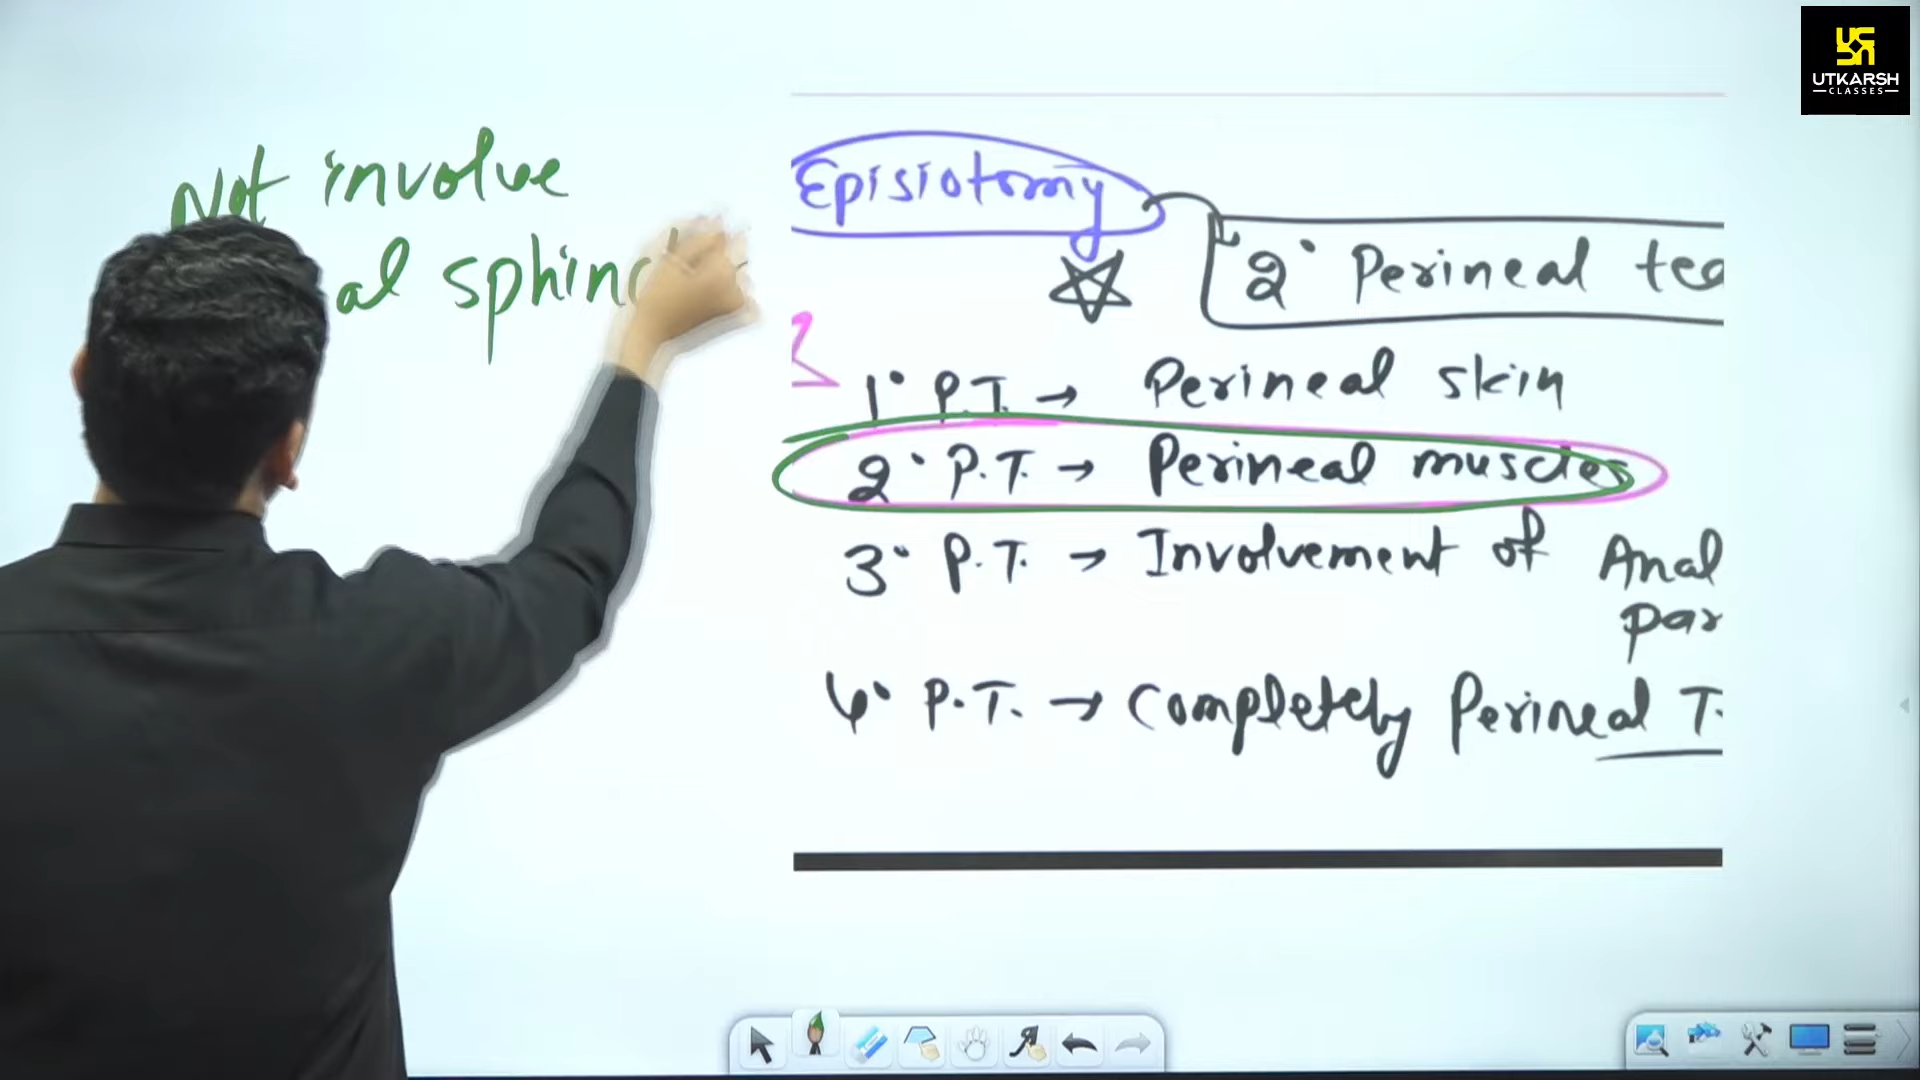 UTKARSH
CLASSES
Not involve
al sphinc
Episiotomy
2° Perineal tea
1° P.T. → Perineal skin
2° P.T. → Perineal muscles
3° P.T. → Involvement of Anal
par
4° P.T. → Completely Perineal T.